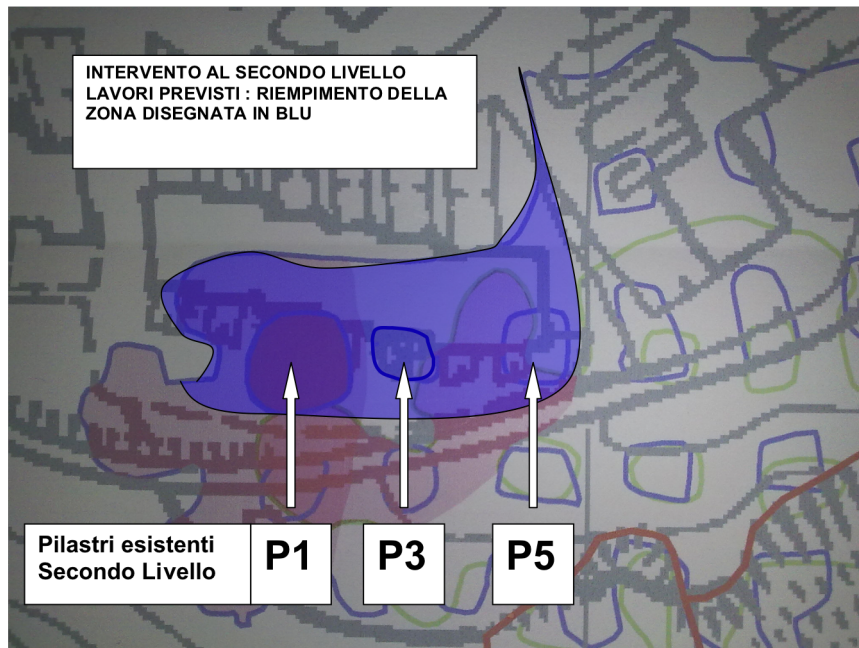 INTERVENTO AL SECONDO LIVELLO
LAVORI PREVISTI : RIEMPIMENTO DELLA
ZONA DISEGNATA IN BLU
Pilastri esistenti
Secondo Livello
P1
P3
P5